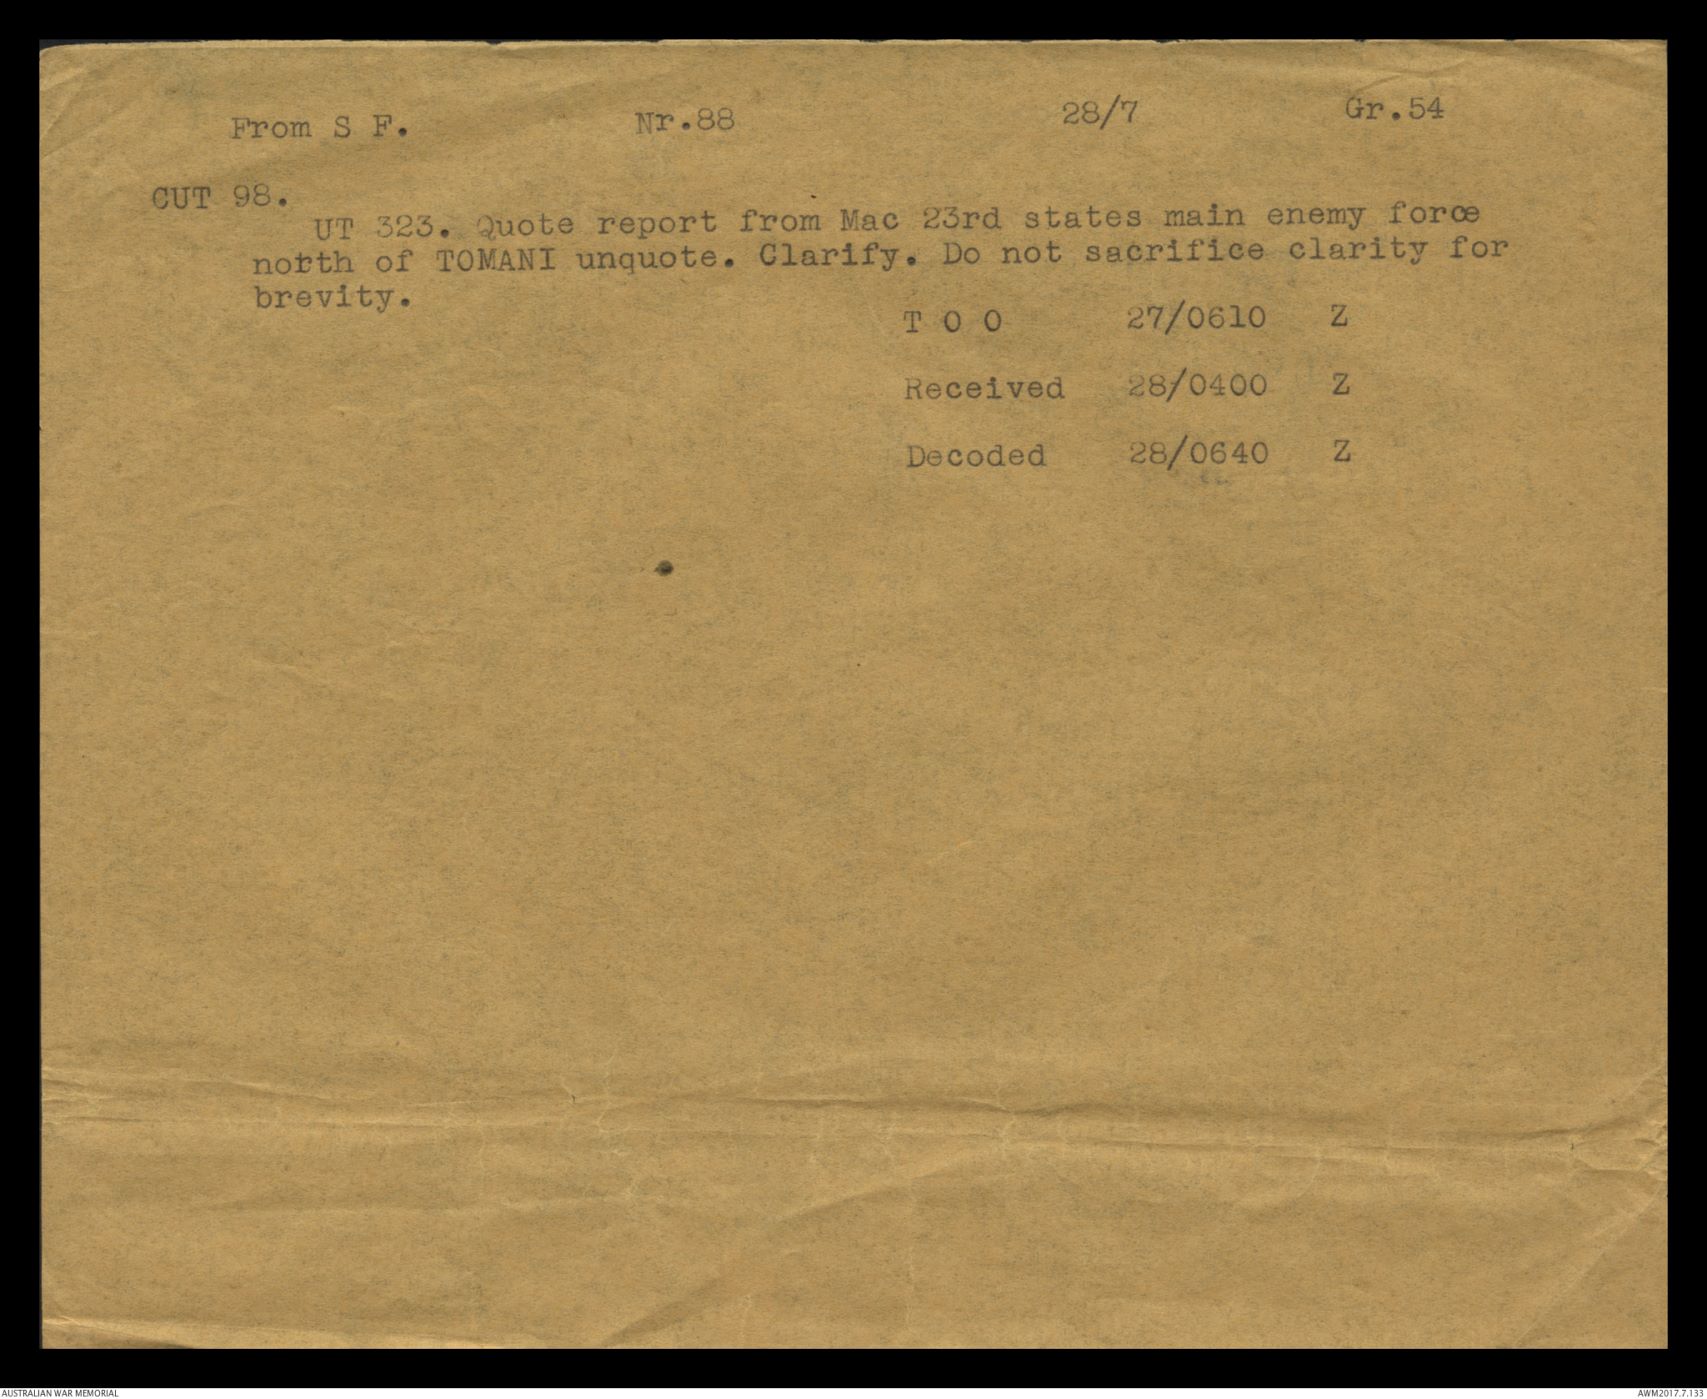 From S F. Nr.88 28/7 Gr.54
CUT 98.
UT 323. Quote report from Mac 23rd states main enemy force
north of TOMANI unquote. Clarify. Do not sacrifice clarity for
brevity.
T O O 27/0610 Z
Received 28/0400 Z
Decoded 28/0640 Z
AUSTRALIAN WAR MEMORIAL AWM2017.7.133